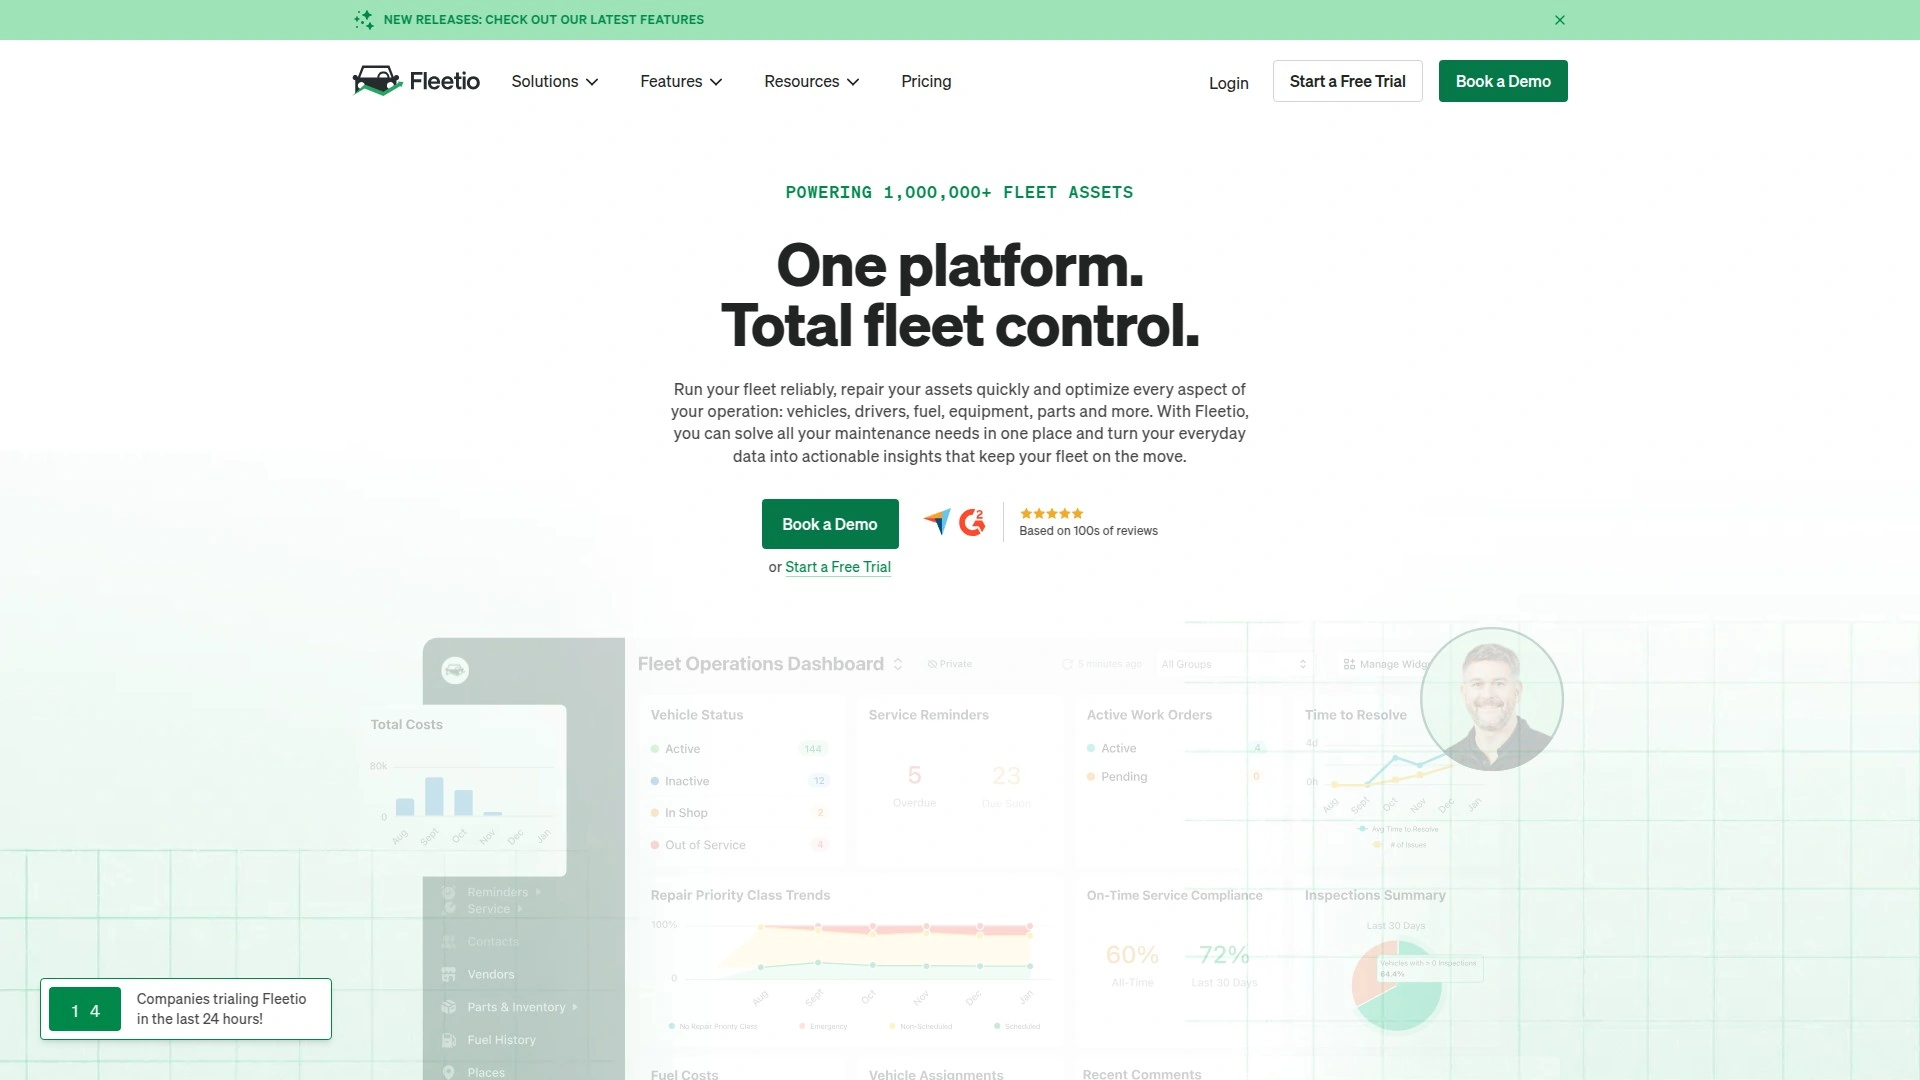 NEW RELEASES: CHECK OUT OUR LATEST FEATURES
Fleetio
Solutions
Features
Resources
Pricing
Login
Start a Free Trial
Book a Demo
POWERING 1,000,000+ FLEET ASSETS
One platform.
Total fleet control.
Run your fleet reliably, repair your assets quickly and optimize every aspect of
your operation: vehicles, drivers, fuel, equipment, parts and more. With Fleetio,
you can solve all your maintenance needs in one place and turn your everyday
data into actionable insights that keep your fleet on the move.
Book a Demo
G2
Based on 100s of reviews
or Start a Free Trial
Fleet Operations Dashboard
Private
5 minutes ago
All Groups
Manage Widg
Total Costs
80k
0
Aug
Sept
Oct
Nov
Dec
Jan
Vehicle Status
Active
144
Inactive
12
In Shop
2
Out of Service
4
Service Reminders
5
Overdue
23
Due Soon
Active Work Orders
Active
4
Pending
0
Time to Resolve
4d
0h
Aug
Sept
Oct
Nov
Dec
Jan
Avg Time to Resolve
# of Issues
Reminders
Service
Contacts
Vendors
Parts & Inventory
Fuel History
Places
Repair Priority Class Trends
100%
0
Aug
Sept
Oct
Nov
Dec
Jan
No Repair Priority Class
Emergency
Non-Scheduled
Scheduled
On-Time Service Compliance
60%
All-Time
72%
Last 30 Days
Inspections Summary
Last 30 Days
Vehicles with > 0 Inspections
84.4%
Fuel Costs
Vehicle Assignments
Recent Comments
1 4
Companies trialing Fleetio
in the last 24 hours!